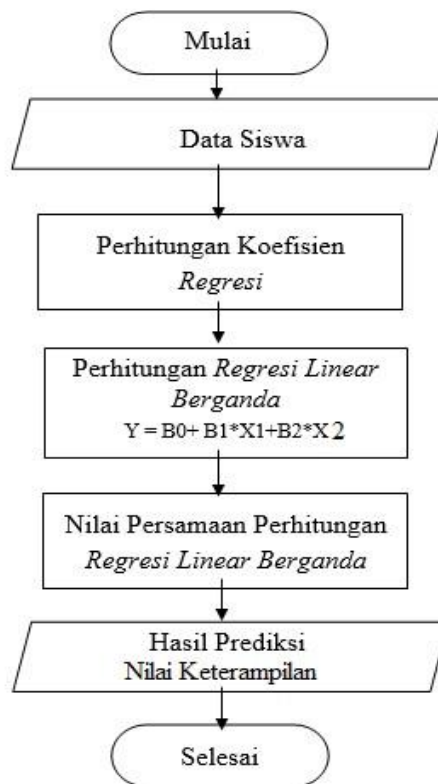 Mulai
Data Siswa
Perhitungan Koefisien
Regresi
Perhitungan Regresi Linear
Berganda
Y = B0+ B1*X1+B2*X2
Nilai Persamaan Perhitungan
Regresi Linear Berganda
Hasil Prediksi
Nilai Keterampilan
Selesai